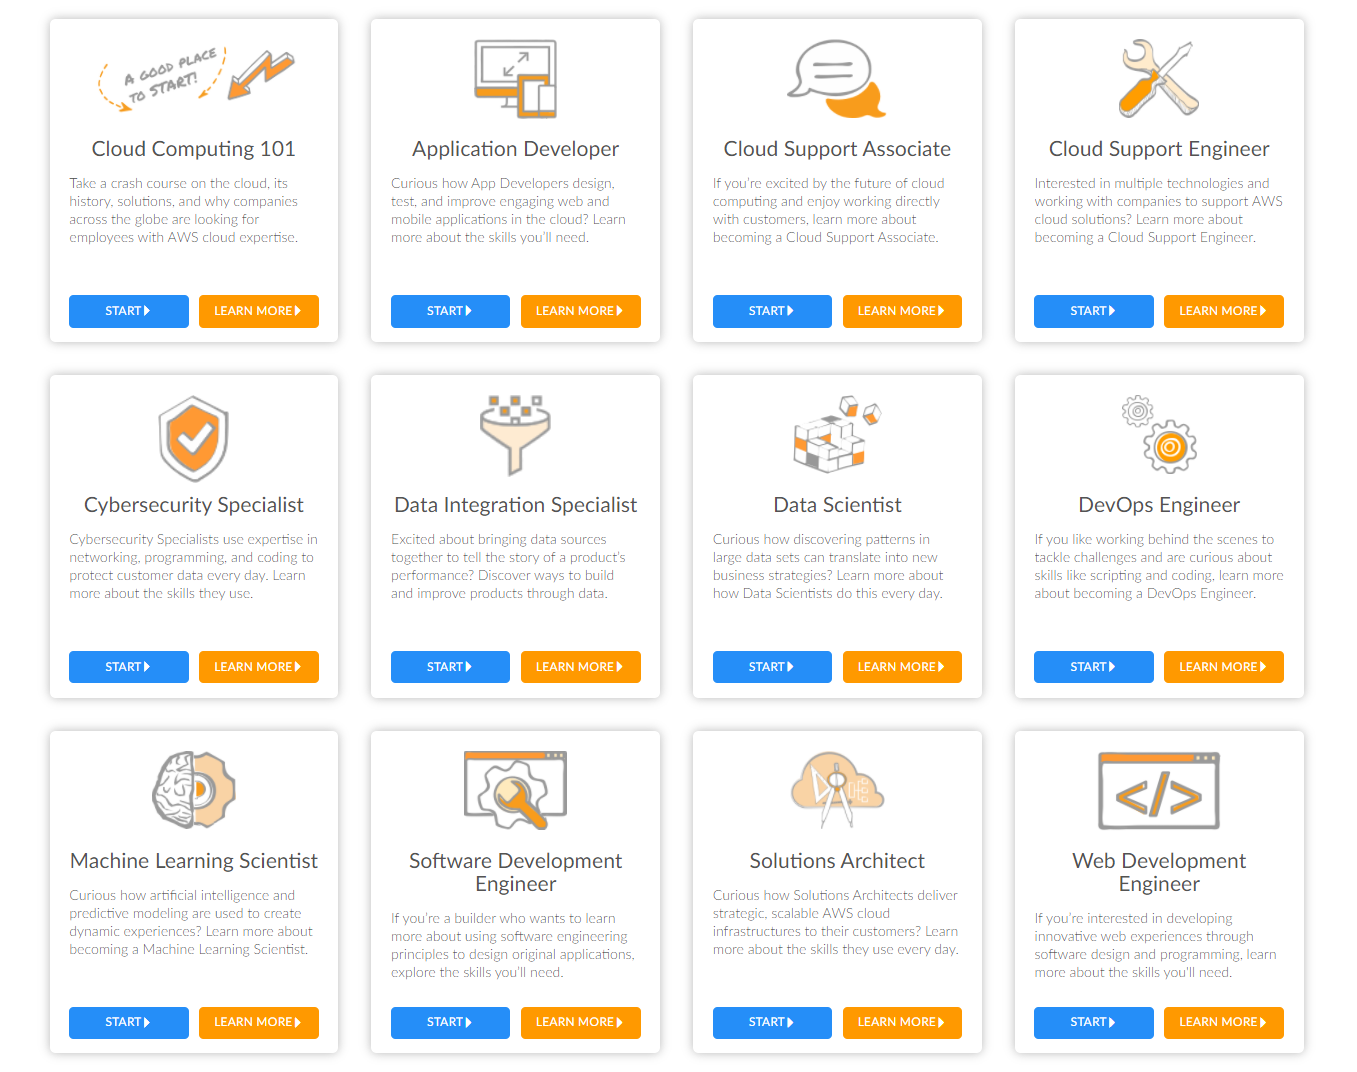 A GOOD PLACE
TO START!
Cloud Computing 101
Take a crash course on the cloud, its
history, solutions, and why companies
across the globe are looking for
employees with AWS cloud expertise.
START
LEARN MORE
Application Developer
Curious how App Developers design,
test, and improve engaging web and
mobile applications in the cloud? Learn
more about the skills you'll need.
START
LEARN MORE
Cloud Support Associate
If you're excited by the future of cloud
computing and enjoy working directly
with customers, learn more about
becoming a Cloud Support Associate.
START
LEARN MORE
Cloud Support Engineer
Interested in multiple technologies and
working with companies to support AWS
cloud solutions? Learn more about
becoming a Cloud Support Engineer.
START
LEARN MORE
Cybersecurity Specialist
Cybersecurity Specialists use expertise in
networking, programming, and coding to
protect customer data every day. Learn
more about the skills they use.
START
LEARN MORE
Data Integration Specialist
Excited about bringing data sources
together to tell the story of a product's
performance? Discover ways to build
and improve products through data.
START
LEARN MORE
Data Scientist
Curious how discovering patterns in
large data sets can translate into new
business strategies? Learn more about
how Data Scientists do this every day.
START
LEARN MORE
DevOps Engineer
If you like working behind the scenes to
tackle challenges and are curious about
skills like scripting and coding, learn more
about becoming a DevOps Engineer.
START
LEARN MORE
Machine Learning Scientist
Curious how artificial intelligence and
predictive modeling are used to create
dynamic experiences? Learn more about
becoming a Machine Learning Scientist.
START
LEARN MORE
Software Development
Engineer
If you're a builder who wants to learn
more about using software engineering
principles to design original applications,
explore the skills you'll need.
START
LEARN MORE
Solutions Architect
Curious how Solutions Architects deliver
strategic, scalable AWS cloud
infrastructures to their customers? Learn
more about the skills they use every day.
START
LEARN MORE
</>
Web Development
Engineer
If you're interested in developing
innovative web experiences through
software design and programming, learn
more about the skills you'll need.
START
LEARN MORE